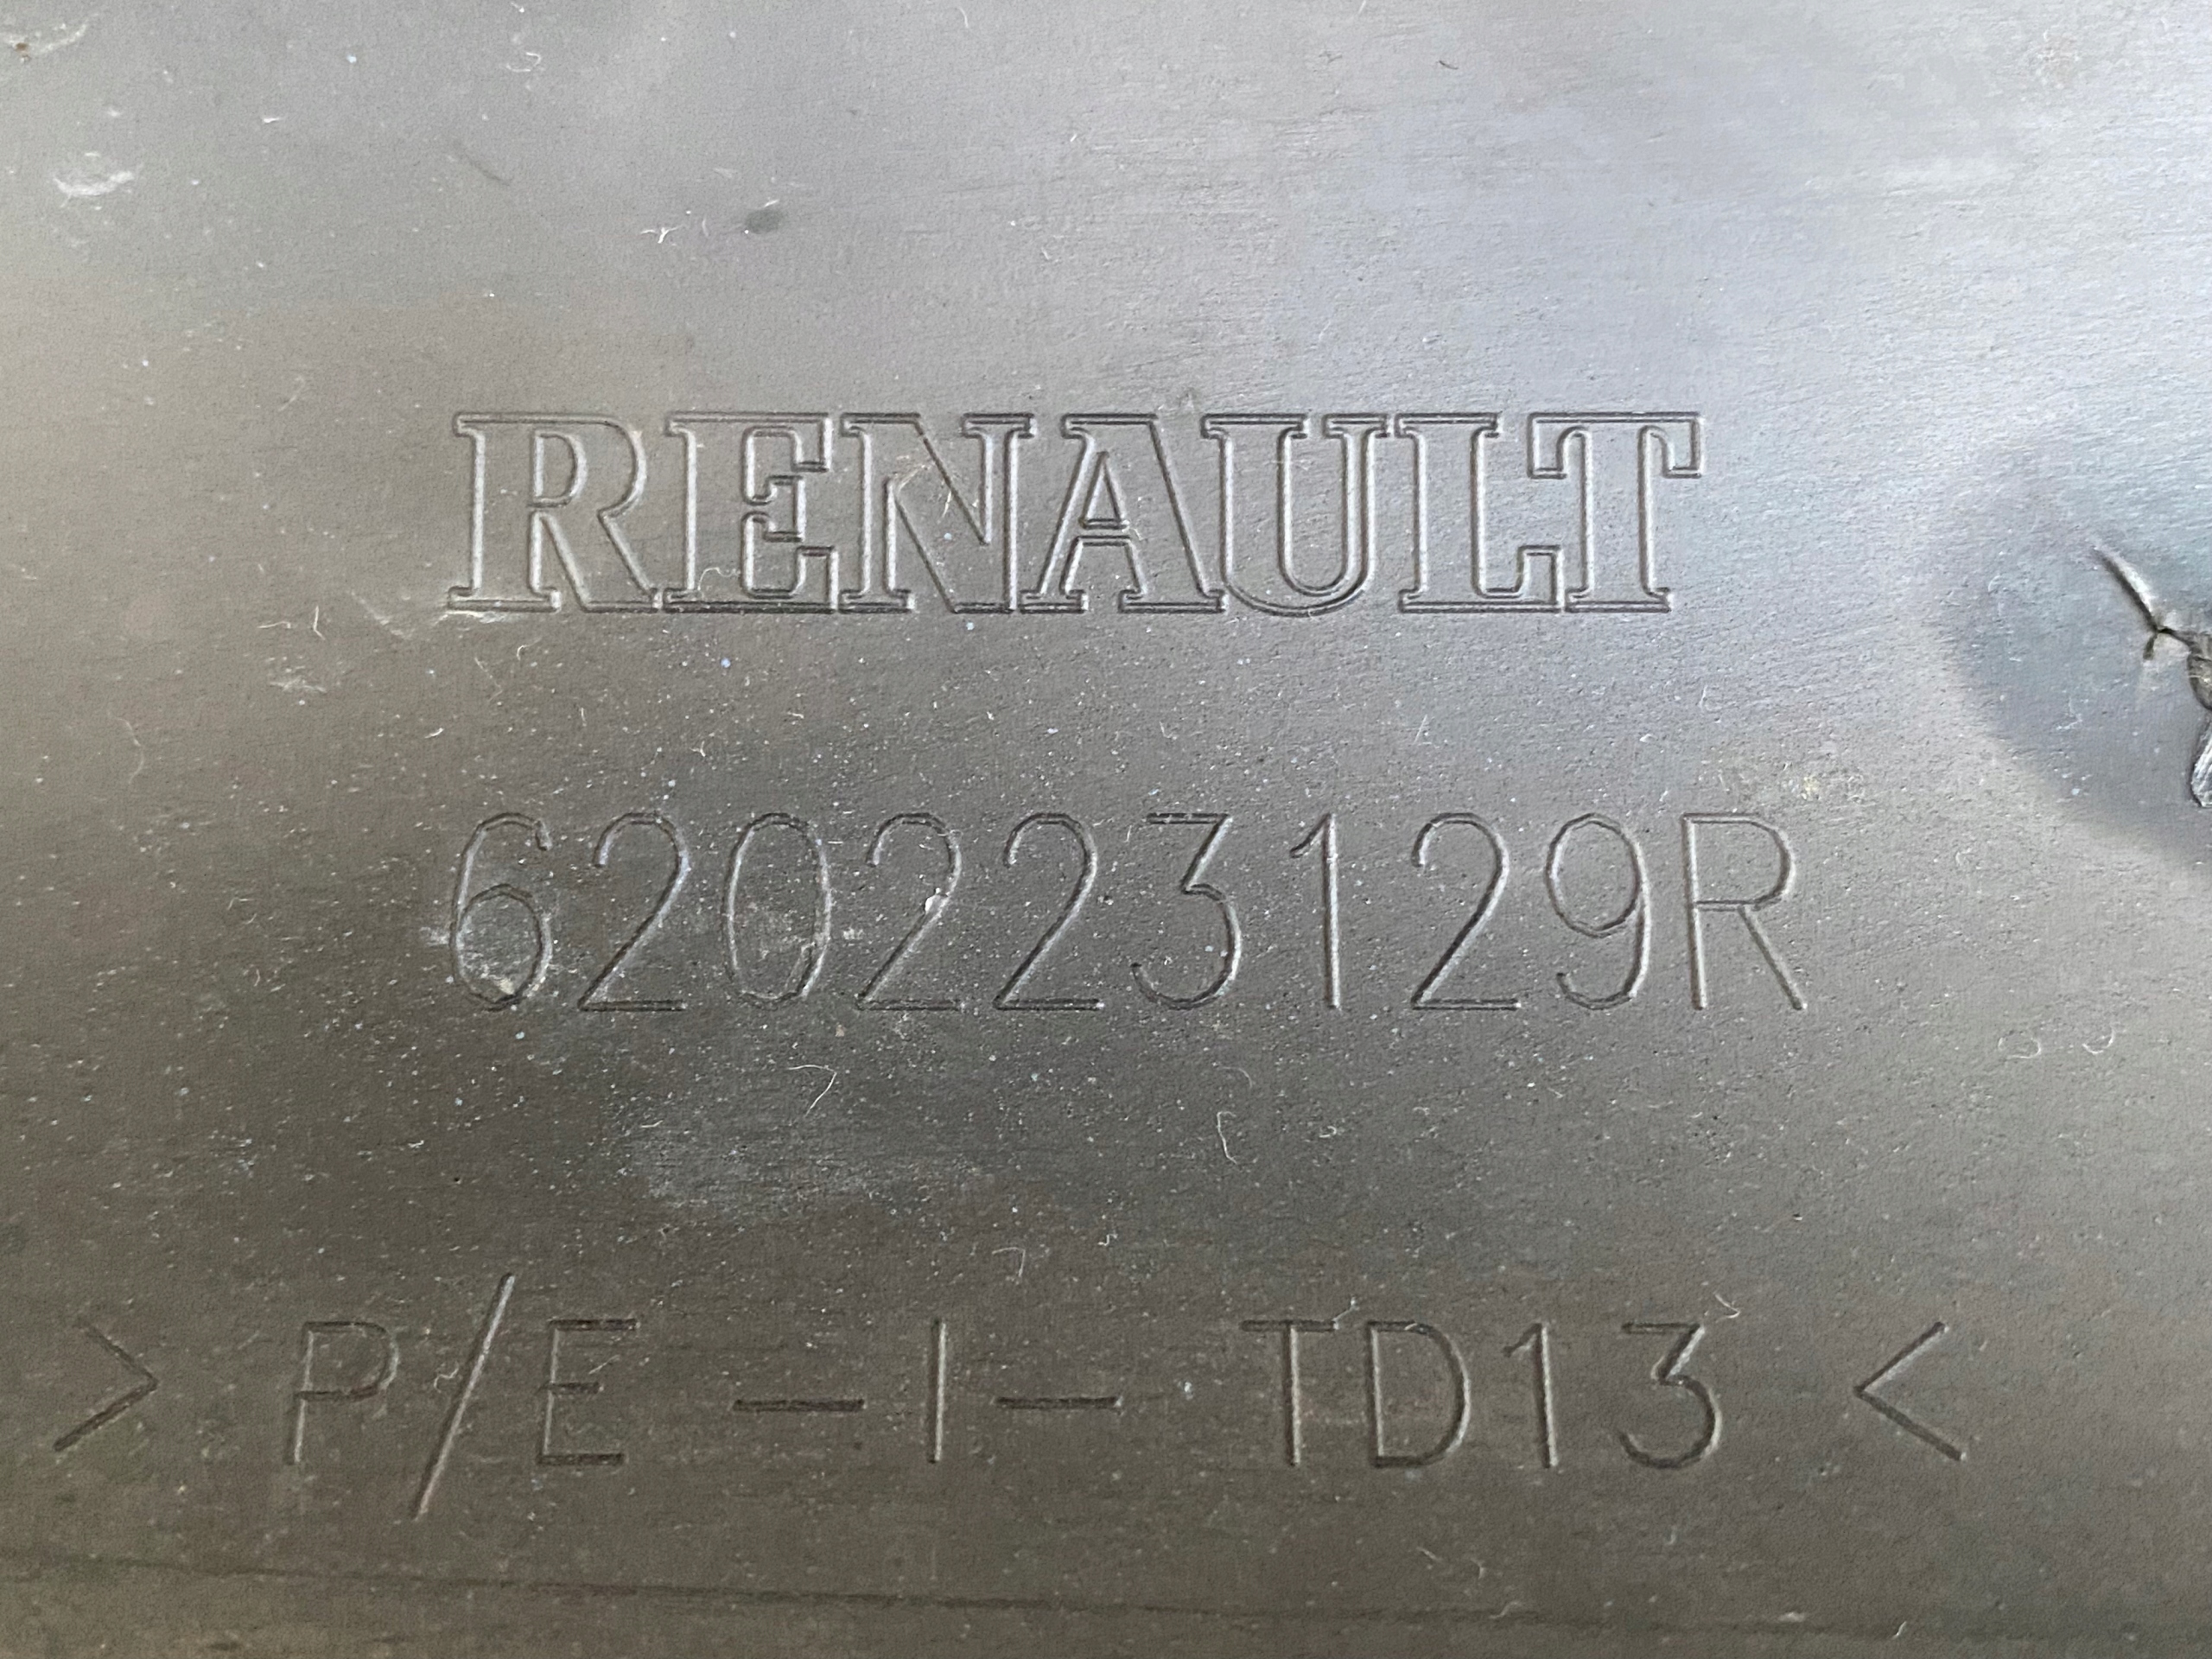 RENAULT
620223129R
> P/E - I - TD13 <